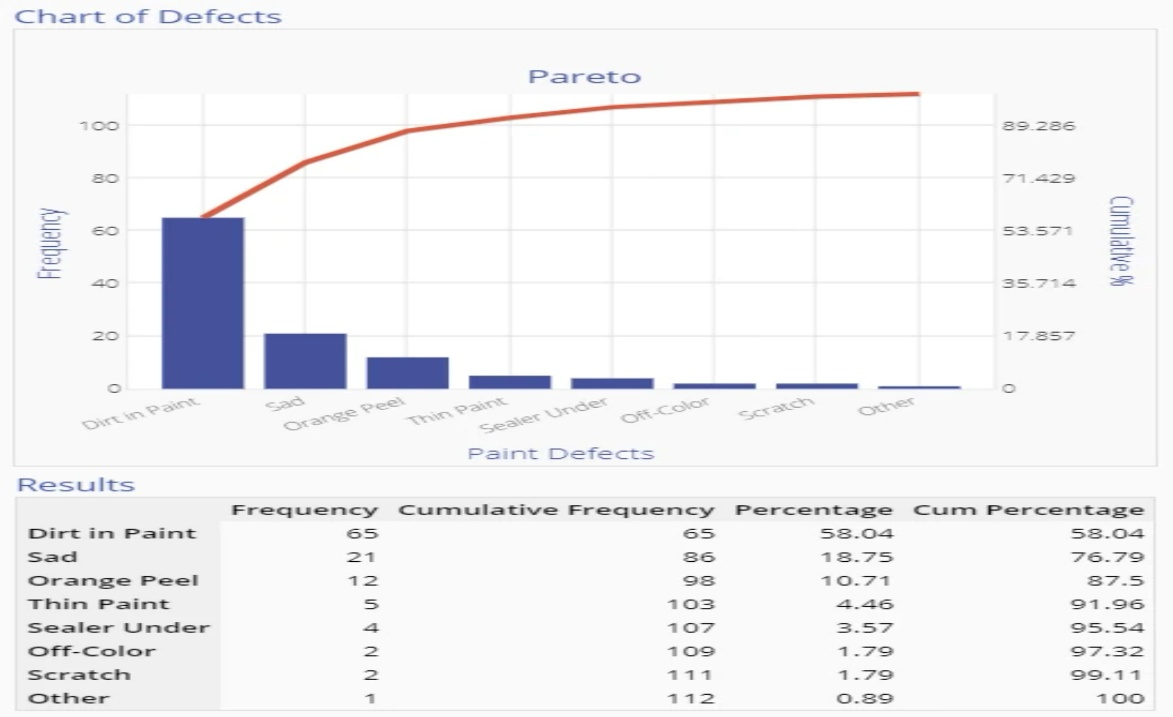 Chart of Defects
Pareto
100
80
60
40
20
0
Frequency
89.286
71.429
53.571
35.714
17.857
0
Cumulative %
Dirt in Paint
Sad
Orange Peel
Thin Paint
Sealer Under
Off-Color
Scratch
Other
Paint Defects
Results
Frequency Cumulative Frequency Percentage Cum Percentage
Dirt in Paint 65 65 58.04 58.04
Sad 21 86 18.75 76.79
Orange Peel 12 98 10.71 87.5
Thin Paint 5 103 4.46 91.96
Sealer Under 4 107 3.57 95.54
Off-Color 2 109 1.79 97.32
Scratch 2 111 1.79 99.11
Other 1 112 0.89 100